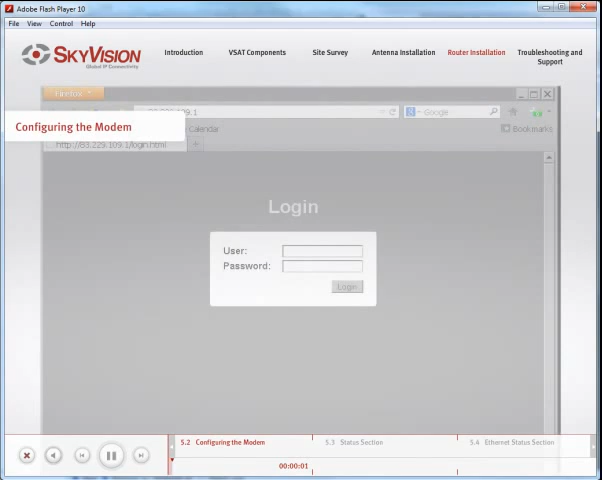 Adobe Flash Player 10
File View Control Help
SKYVISION
Global IP Connectivity
Introduction
VSAT Components
Site Survey
Antenna Installation
Router Installation
Troubleshooting and
Support
Firefox
Configuring the Modem
Google
Calendar
Bookmarks
http://83.229.109.1/login.html
Login
User:
Password:
Login
5.2 Configuring the Modem
5.3 Status Section
5.4 Ethernet Status Section
00:00:01